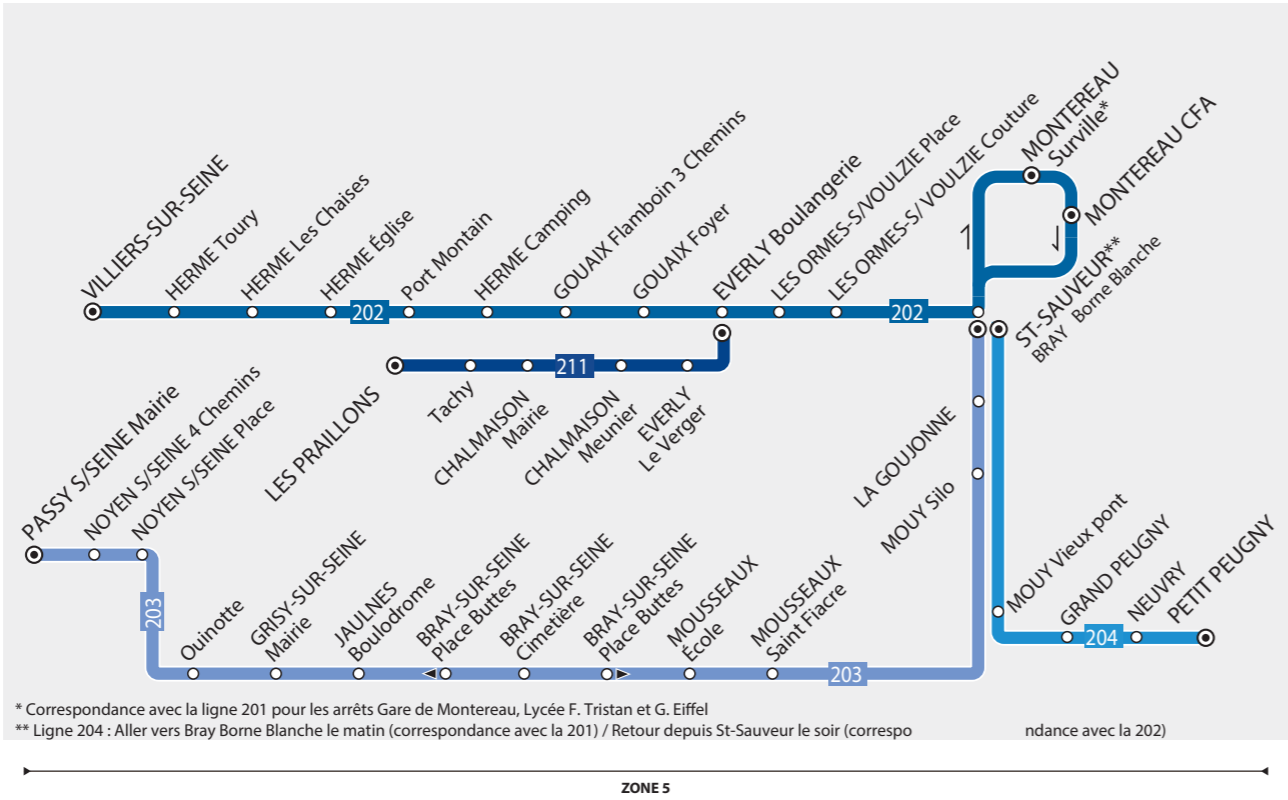 VILLIERS-SUR-SEINE
HERME Toury
HERME Les Chaises
HERME Église
Port Montain
HERME Camping
GOUAIX Flamboin 3 Chemins
GOUAIX Foyer
EVERLY Boulangerie
LES ORMES-S/VOULZIE Place
LES ORMES-S/ VOULZIE Couture
MONTEREAU
Surville*
MONTEREAU CFA
ST-SAUVEUR**
BRAY Borne Blanche
202
202
211
LES PRAILLONS
Tachy
CHALMAISON
Mairie
CHALMAISON
Meunier
EVERLY
Le Verger
PASSY S/SEINE Mairie
NOYEN S/SEINE 4 Chemins
NOYEN S/SEINE Place
203
Ouinotte
GRISY-SUR-SEINE
Mairie
JAULNES
Boulodrome
BRAY-SUR-SEINE
Place Buttes
BRAY-SUR-SEINE
Cimetière
BRAY-SUR-SEINE
Place Buttes
MOUSSEAUX
École
MOUSSEAUX
Saint Fiacre
203
LA GOUJONNE
MOUY Silo
MOUY Vieux pont
GRAND PEUGNY
204
NEUVRY
PETIT PEUGNY
* Correspondance avec la ligne 201 pour les arrêts Gare de Montereau, Lycée F. Tristan et G. Eiffel
** Ligne 204 : Aller vers Bray Borne Blanche le matin (correspondance avec la 201) / Retour depuis St-Sauveur le soir (correspo ndance avec la 202)
ZONE 5